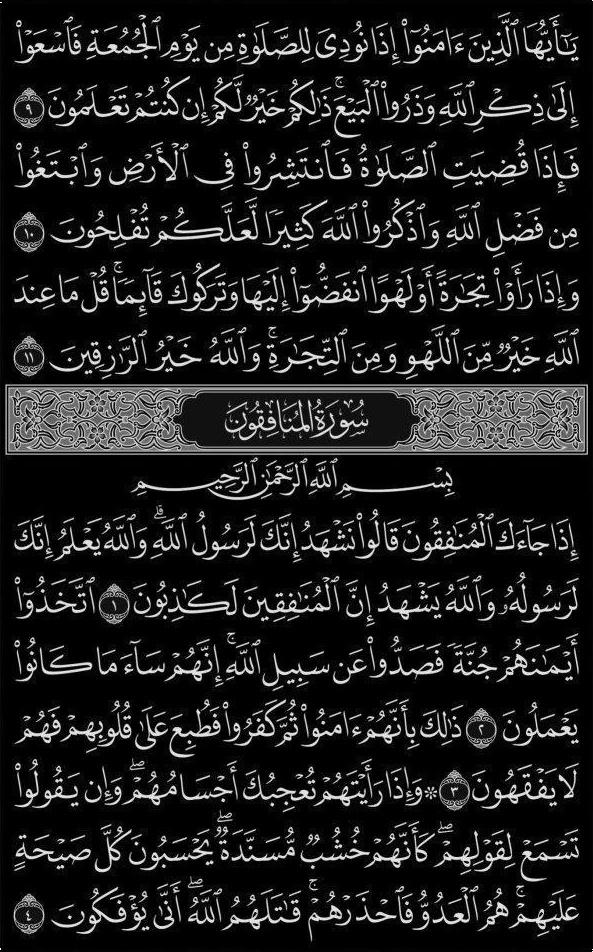 يَـٰٓأَيُّهَا ٱلَّذِينَ ءَامَنُوٓا۟ إِذَا نُودِىَ لِلصَّلَوٰةِ مِن يَوْمِ ٱلْجُمُعَةِ فَٱسْعَوْا۟
إِلَىٰ ذِكْرِ ٱللَّهِ وَذَرُوا۟ ٱلْبَيْعَ ۚ ذَٰلِكُمْ خَيْرٌ لَّكُمْ إِن كُنتُمْ تَعْلَمُونَ ٩
فَإِذَا قُضِيَتِ ٱلصَّلَوٰةُ فَٱنتَشِرُوا۟ فِى ٱلْأَرْضِ وَٱبْتَغُوا۟
مِن فَضْلِ ٱللَّهِ وَٱذْكُرُوا۟ ٱللَّهَ كَثِيرًا لَّعَلَّكُمْ تُفْلِحُونَ ١٠
وَإِذَا رَأَوْا۟ تِجَـٰرَةً أَوْ لَهْوًا ٱنفَضُّوٓا۟ إِلَيْهَا وَتَرَكُوكَ قَآئِمًا ۚ قُلْ مَا عِندَ
ٱللَّهِ خَيْرٌ مِّنَ ٱللَّهْوِ وَمِنَ ٱلتِّجَـٰرَةِ ۚ وَٱللَّهُ خَيْرُ ٱلرَّٰزِقِينَ ١١
سُورَةُ المُنَافِقُونَ
بِسْمِ ٱللَّهِ ٱلرَّحْمَـٰنِ ٱلرَّحِيمِ
إِذَا جَآءَكَ ٱلْمُنَـٰفِقُونَ قَالُوا۟ نَشْهَدُ إِنَّكَ لَرَسُولُ ٱللَّهِ ۗ وَٱللَّهُ يَعْلَمُ إِنَّكَ
لَرَسُولُهُۥ وَٱللَّهُ يَشْهَدُ إِنَّ ٱلْمُنَـٰفِقِينَ لَكَـٰذِبُونَ ١ ٱتَّخَذُوٓا۟
أَيْمَـٰنَهُمْ جُنَّةً فَصَدُّوا۟ عَن سَبِيلِ ٱللَّهِ ۚ إِنَّهُمْ سَآءَ مَا كَانُوا۟
يَعْمَلُونَ ٢ ذَٰلِكَ بِأَنَّهُمْ ءَامَنُوا۟ ثُمَّ كَفَرُوا۟ فَطُبِعَ عَلَىٰ قُلُوبِهِمْ فَهُمْ
لَا يَفْقَهُونَ ٣ ۞ وَإِذَا رَأَيْتَهُمْ تُعْجِبُكَ أَجْسَامُهُمْ ۖ وَإِن يَقُولُوا۟
تَسْمَعْ لِقَوْلِهِمْ ۖ كَأَنَّهُمْ خُشُبٌ مُّسَنَّدَةٌ ۖ يَحْسَبُونَ كُلَّ صَيْحَةٍ
عَلَيْهِمْ ۚ هُمُ ٱلْعَدُوُّ فَٱحْذَرْهُمْ ۚ قَـٰتَلَهُمُ ٱللَّهُ ۖ أَنَّىٰ يُؤْفَكُونَ ٤